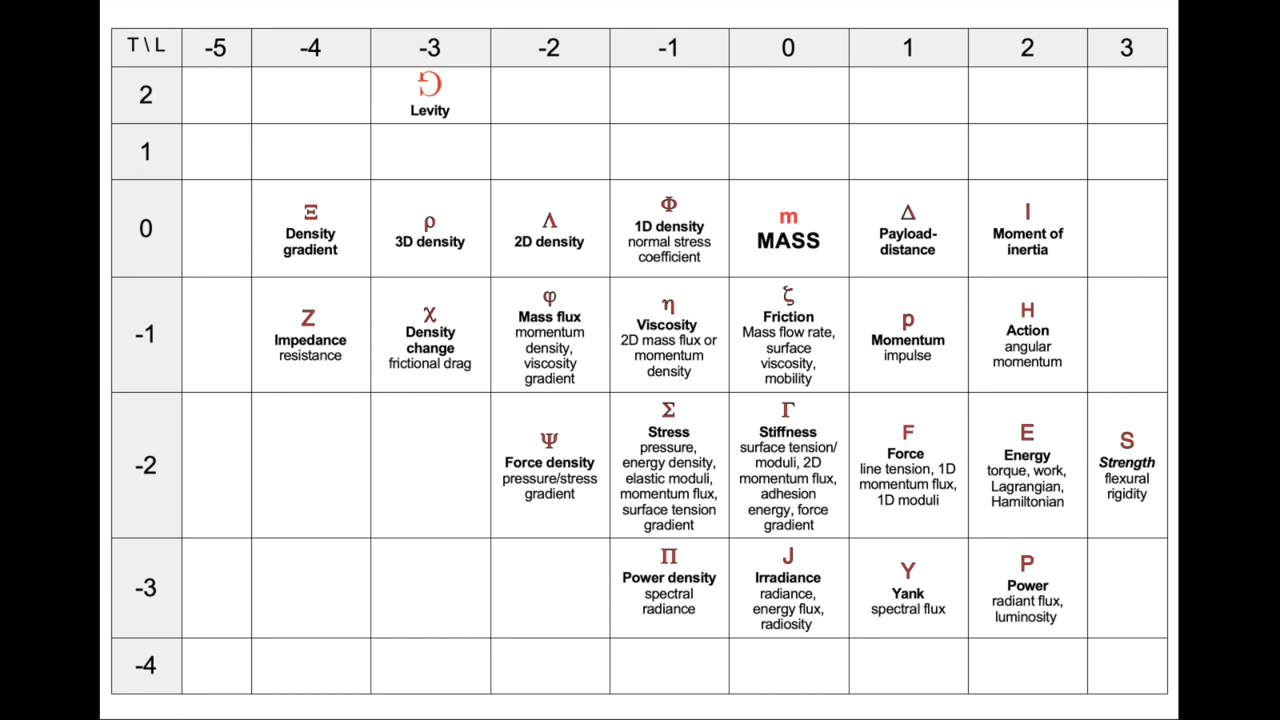 T \ L -5 -4 -3 -2 -1 0 1 2 3
2
Levity
1
0
Ξ
Density
gradient
ρ
3D density
Λ
2D density
Φ
1D density
normal stress
coefficient
m
MASS
Δ
Payload-
distance
I
Moment of
inertia
-1
Z
Impedance
resistance
χ
Density
change
frictional drag
φ
Mass flux
momentum
density,
viscosity
gradient
η
Viscosity
2D mass flux or
momentum
density
ζ
Friction
Mass flow rate,
surface
viscosity,
mobility
p
Momentum
impulse
H
Action
angular
momentum
-2
Ψ
Force density
pressure/stress
gradient
Σ
Stress
pressure,
energy density,
elastic moduli,
momentum flux,
surface tension
gradient
Γ
Stiffness
surface tension/
moduli, 2D
momentum flux,
adhesion
energy, force
gradient
F
Force
line tension, 1D
momentum flux,
1D moduli
E
Energy
torque, work,
Lagrangian,
Hamiltonian
S
Strength
flexural
rigidity
-3
Π
Power density
spectral
radiance
J
Irradiance
radiance,
energy flux,
radiosity
Y
Yank
spectral flux
P
Power
radiant flux,
luminosity
-4